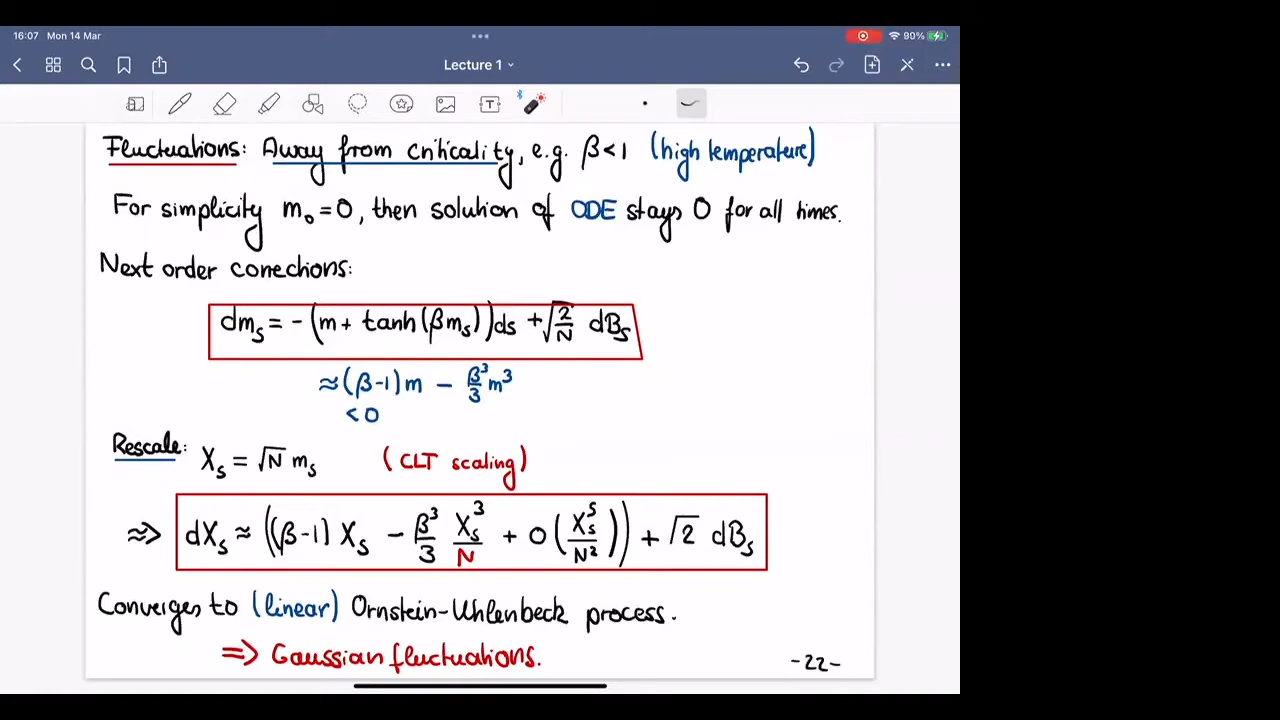 16:07 Mon 14 Mar
99%
Lecture 1
Fluctuations: Away from criticality, e.g. β<1 (high temperature)
For simplicity m₀=0, then solution of ODE stays 0 for all times.
Next order corrections:
dmₛ = -(m + tanh(βmₛ))ds + √(2/N) dBₛ
≈ (β-1)m - β³/3 m³
<0
Rescale: Xₛ = √N mₛ (CLT scaling)
⇒ dXₛ ≈ ((β-1) Xₛ - β³/3 Xₛ³/N + O(Xₛ⁵/N²)) + √2 dBₛ
Converges to (linear) Ornstein-Uhlenbeck process.
⇒ Gaussian fluctuations.
-22-